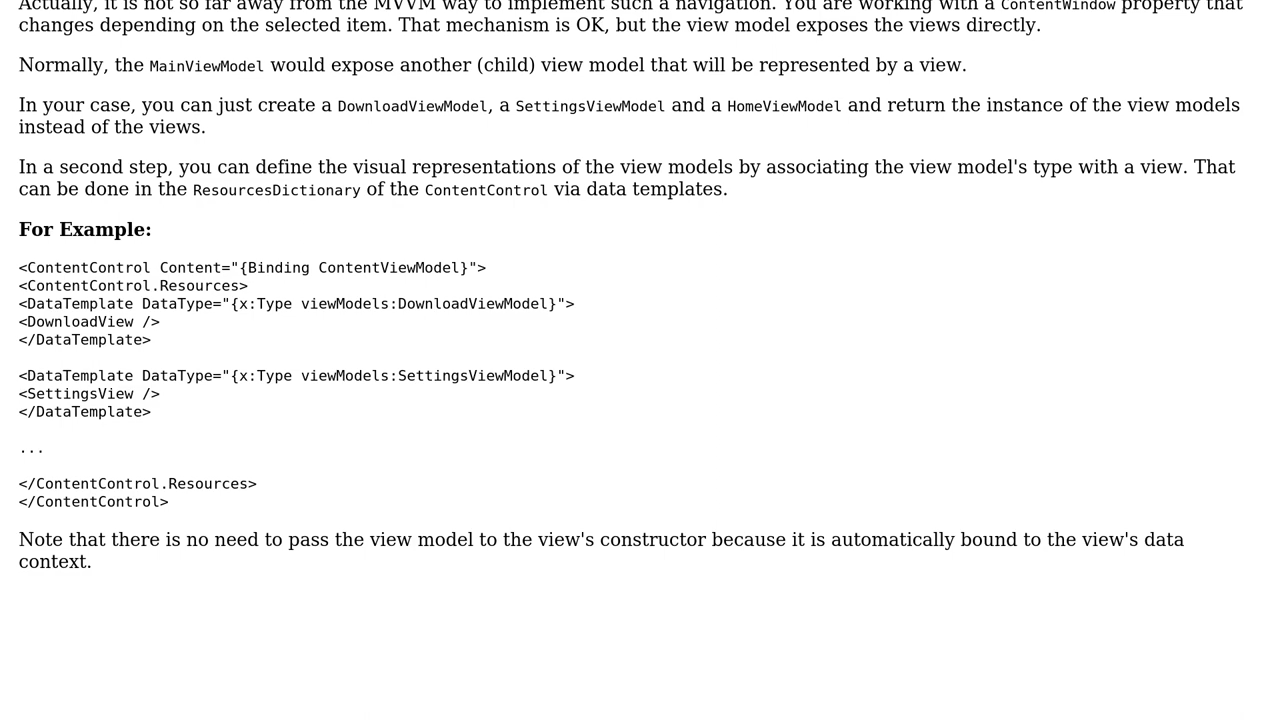 Actually, it is not so far away from the MVVM way to implement such a navigation. You are working with a ContentWindow property that
changes depending on the selected item. That mechanism is OK, but the view model exposes the views directly.
Normally, the MainViewModel would expose another (child) view model that will be represented by a view.
In your case, you can just create a DownloadViewModel, a SettingsViewModel and a HomeViewModel and return the instance of the view models
instead of the views.
In a second step, you can define the visual representations of the view models by associating the view model's type with a view. That
can be done in the ResourcesDictionary of the ContentControl via data templates.
For Example:
<ContentControl Content="{Binding ContentViewModel}">
<ContentControl.Resources>
<DataTemplate DataType="{x:Type viewModels:DownloadViewModel}">
<DownloadView />
</DataTemplate>
<DataTemplate DataType="{x:Type viewModels:SettingsViewModel}">
<SettingsView />
</DataTemplate>
...
</ContentControl.Resources>
</ContentControl>
Note that there is no need to pass the view model to the view's constructor because it is automatically bound to the view's data
context.